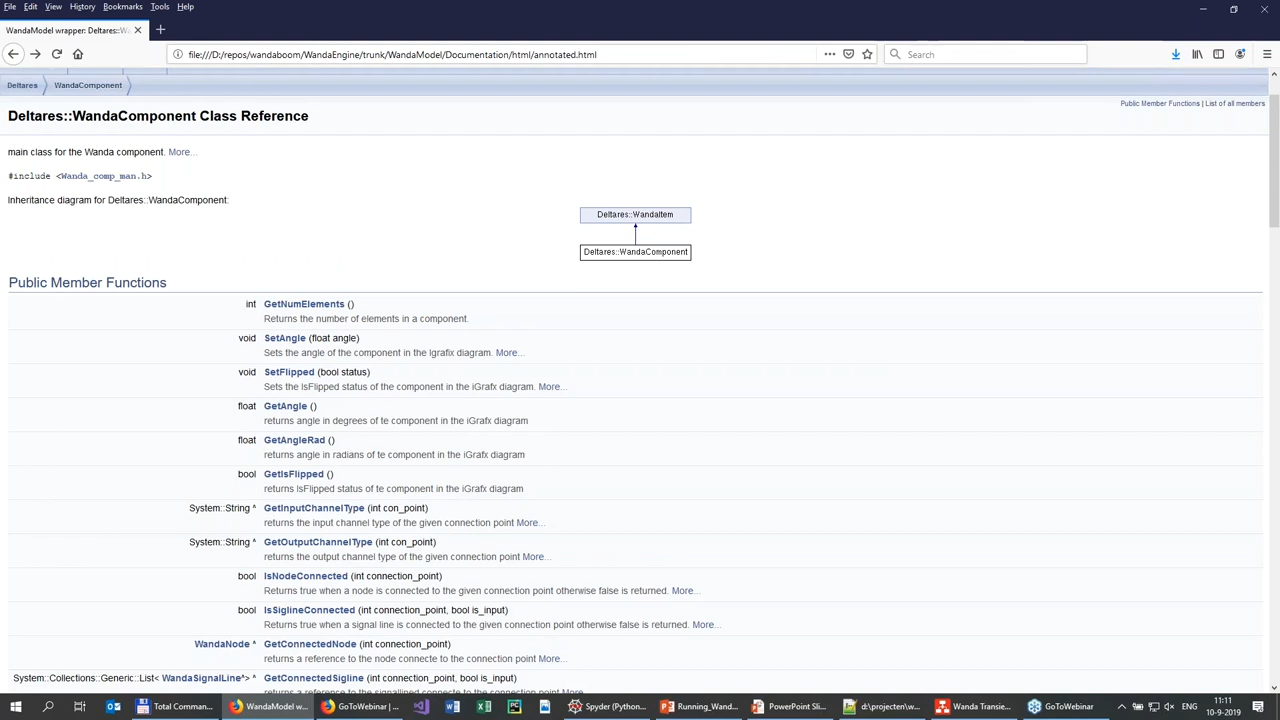 File Edit View History Bookmarks Tools Help
WandaModel wrapper: Deltares::Wa
file:///D:/repos/wandaboom/WandaEngine/trunk/WandaModel/Documentation/html/annotated.html
Search
Deltares WandaComponent
Public Member Functions | List of all members
Deltares::WandaComponent Class Reference
main class for the Wanda component. More...
#include <Wanda_comp_man.h>
Inheritance diagram for Deltares::WandaComponent:
Deltares::WandaItem
Deltares::WandaComponent
Public Member Functions
int GetNumElements ()
Returns the number of elements in a component.
void SetAngle (float angle)
Sets the angle of the component in the Igrafix diagram. More...
void SetFlipped (bool status)
Sets the IsFlipped status of the component in the iGrafx diagram. More...
float GetAngle ()
returns angle in degrees of te component in the iGrafx diagram
float GetAngleRad ()
returns angle in radians of te component in the iGrafx diagram
bool GetIsFlipped ()
returns IsFlipped status of te component in the iGrafx diagram
System::String ^ GetInputChannelType (int con_point)
returns the input channel type of the given connection point More...
System::String ^ GetOutputChannelType (int con_point)
returns the output channel type of the given connection point More...
bool IsNodeConnected (int connection_point)
Returns true when a node is connected to the given connection point otherwise false is returned. More...
bool IsSiglineConnected (int connection_point, bool is_input)
Returns true when a signal line is connected to the given connection point otherwise false is returned. More...
WandaNode ^ GetConnectedNode (int connection_point)
returns a reference to the node connecte to the connection point More...
System::Collections::Generic::List< WandaSignalLine^> ^ GetConnectedSigline (int connection_point, bool is_input)
returns a reference to the signallined connecte to the connection point More...
Total Comman... WandaModel w... GoToWebinar | ... Spyder (Python... Running_Wand... PowerPoint Sli... d:\projecten\w... Wanda Transie... GoToWebinar
11:11
10-9-2019